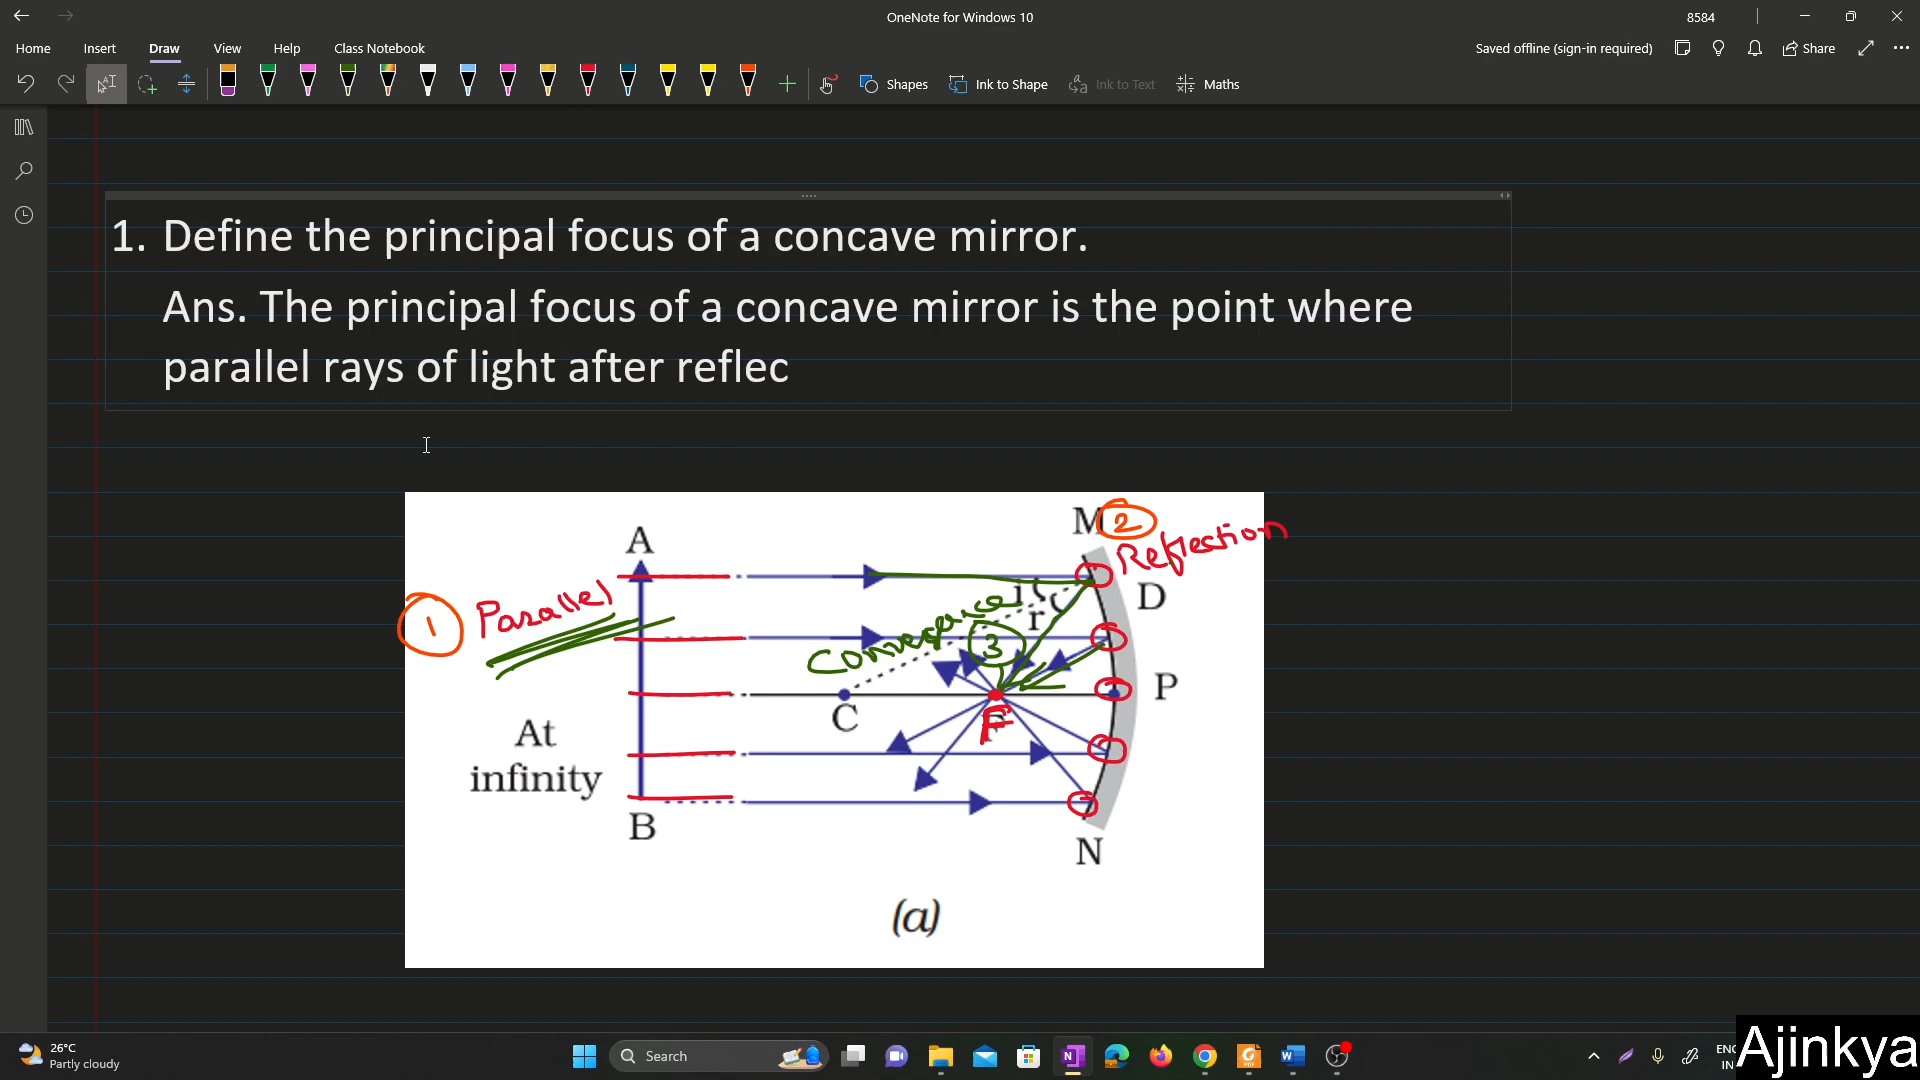 OneNote for Windows 10
8584
Home Insert Draw View Help Class Notebook
Saved offline (sign-in required)
Share
Shapes
Ink to Shape
Ink to Text
Maths
1. Define the principal focus of a concave mirror.
Ans. The principal focus of a concave mirror is the point where
parallel rays of light after reflec
M
2
Reflection
A
1
Parallel
D
i
r
Converge
3
P
C
F
At
infinity
B
N
(a)
26°C
Partly cloudy
Search
ENG
IN
Ajinkya